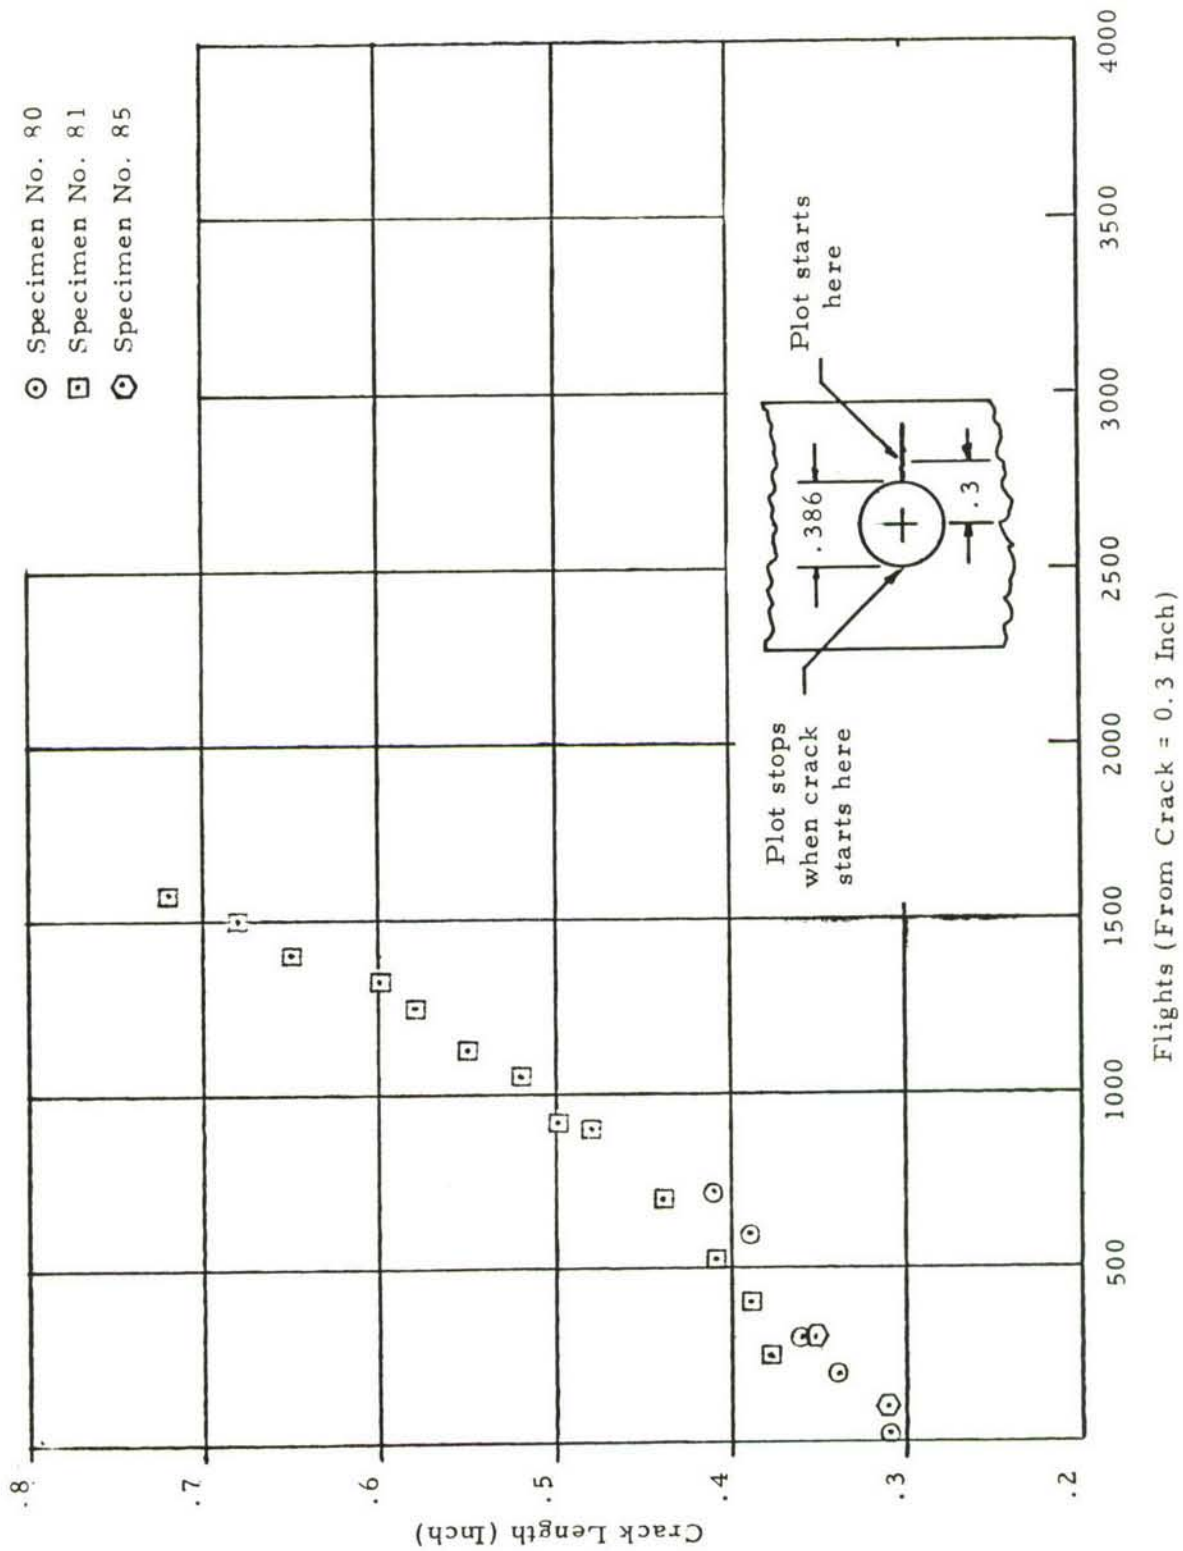 Specimen No. 80
Specimen No. 81
Specimen No. 85
Crack Length (Inch)
.8
.7
.6
.5
.4
.3
.2
Plot stops
when crack
starts here
.386
.3
Plot starts
here
500
1000
1500
2000
2500
3000
3500
4000
Flights (From Crack = 0.3 Inch)